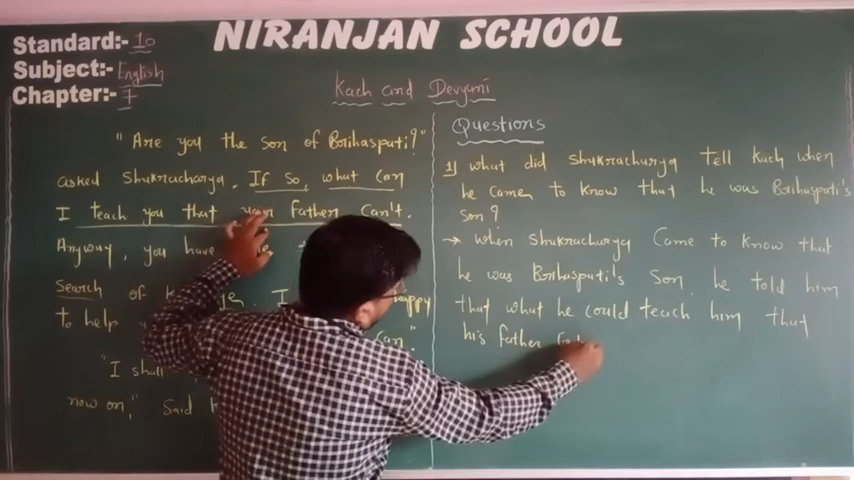 NIRANJAN SCHOOL
Standard:- 10
Subject:- English
Chapter:- 7
Kach and Devyani
"Are you the son of Brihaspati?"
asked Shukracharya. If so, what can
I teach you that your father can't.
Anyway, you have
search of
happy
to help
can."
"I shall
now on," Said
Questions
1] what did Shukracharya tell Kach when
he camen to know that he was Brihaspati's
son?
→ When Shukracharya Came to know that
he was Brihasputi's son he told him
that what he could teach him that
his father